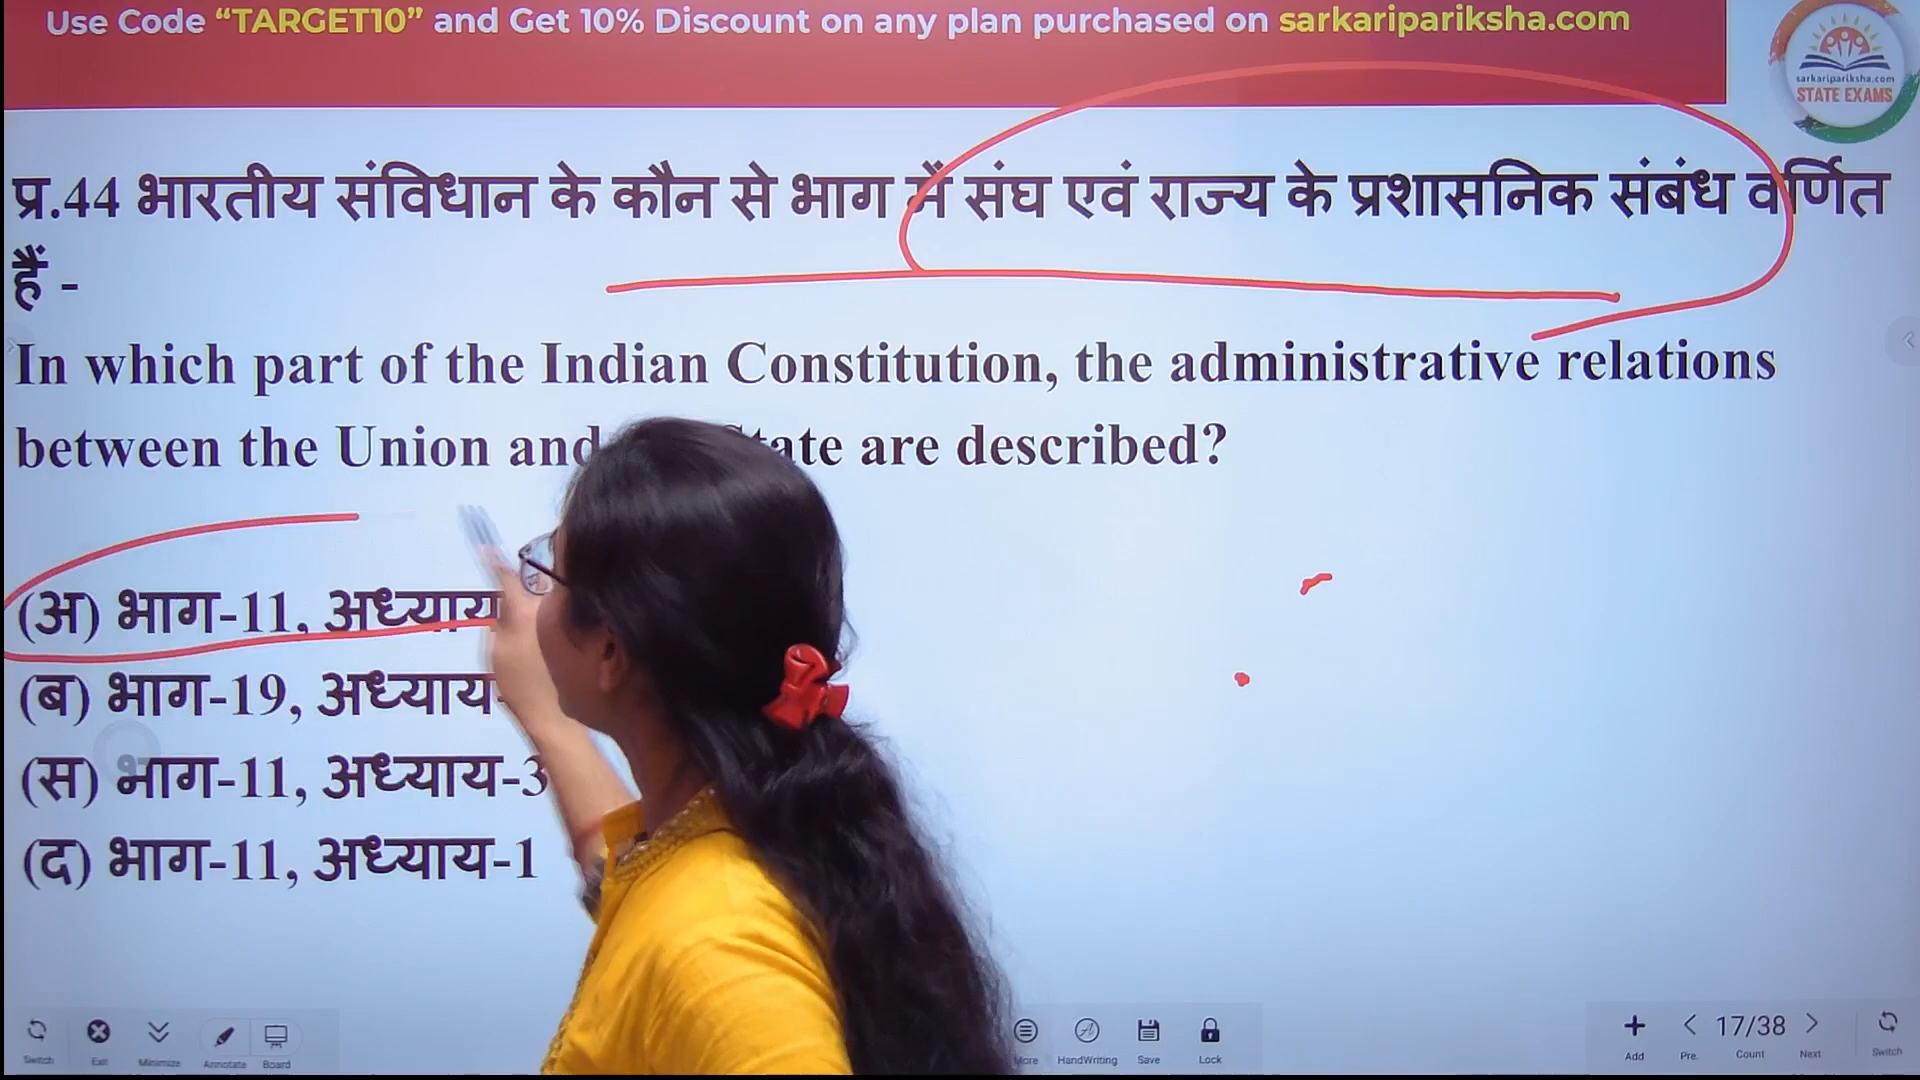 Use Code “TARGET10” and Get 10% Discount on any plan purchased on sarkaripariksha.com
sarkaripariksha.com
STATE EXAMS
प्र.44 भारतीय संविधान के कौन से भाग में संघ एवं राज्य के प्रशासनिक संबंध वर्णित
हैं -
In which part of the Indian Constitution, the administrative relations
between the Union and State are described?
(अ) भाग-11, अध्याय
(ब) भाग-19, अध्याय-
(स) भाग-11, अध्याय-3
(द) भाग-11, अध्याय-1
Switch Exit Minimize Annotate Board More HandWriting Save Lock Add Pre. 17/38 Count Next Switch